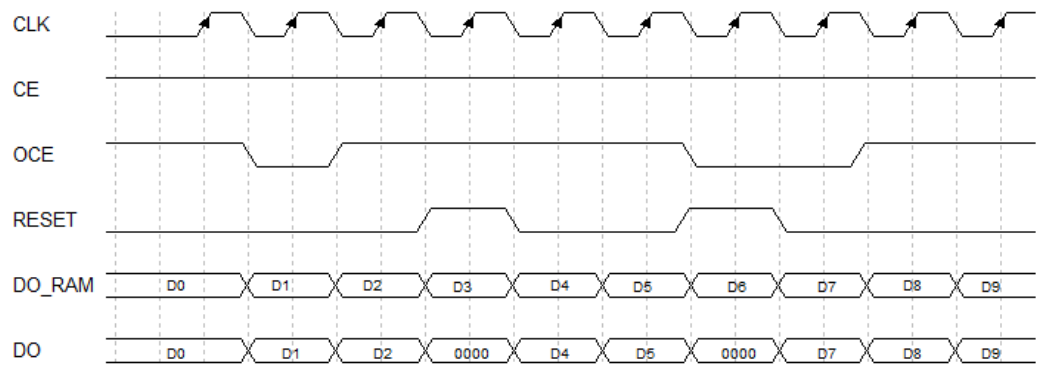 CLK
CE
OCE
RESET
DO_RAM D0 D1 D2 D3 D4 D5 D6 D7 D8 D9
DO D0 D1 D2 0000 D4 D5 0000 D7 D8 D9